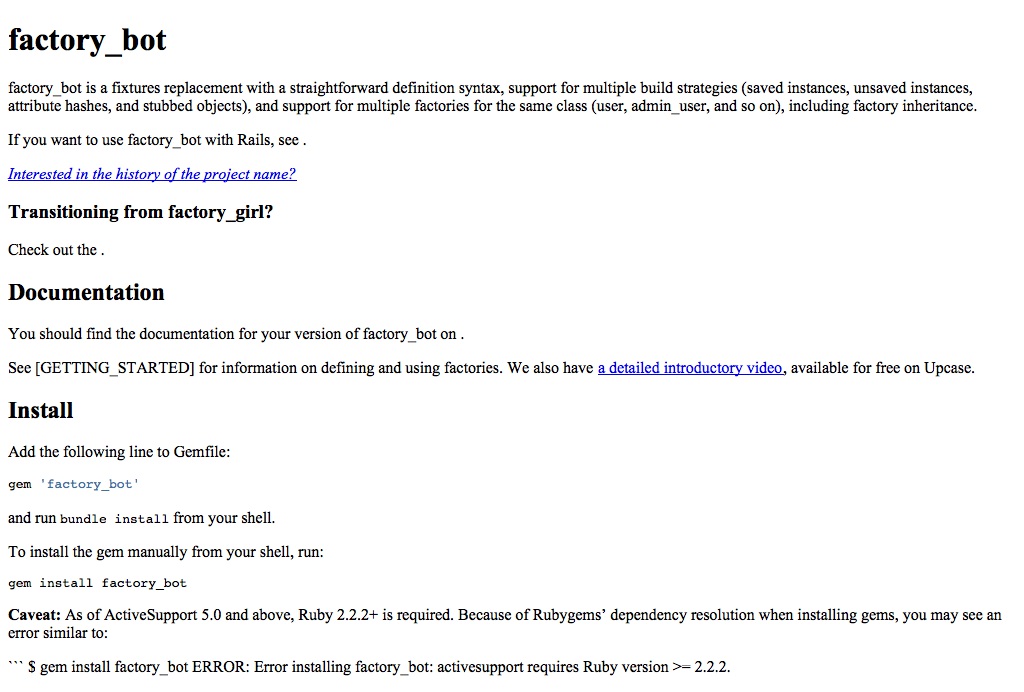 factory_bot
factory_bot is a fixtures replacement with a straightforward definition syntax, support for multiple build strategies (saved instances, unsaved instances,
attribute hashes, and stubbed objects), and support for multiple factories for the same class (user, admin_user, and so on), including factory inheritance.
If you want to use factory_bot with Rails, see .
Interested in the history of the project name?
Transitioning from factory_girl?
Check out the .
Documentation
You should find the documentation for your version of factory_bot on .
See [GETTING_STARTED] for information on defining and using factories. We also have a detailed introductory video, available for free on Upcase.
Install
Add the following line to Gemfile:
gem 'factory_bot'
and run bundle install from your shell.
To install the gem manually from your shell, run:
gem install factory_bot
Caveat: As of ActiveSupport 5.0 and above, Ruby 2.2.2+ is required. Because of Rubygems’ dependency resolution when installing gems, you may see an
error similar to:
``` $ gem install factory_bot ERROR: Error installing factory_bot: activesupport requires Ruby version >= 2.2.2.